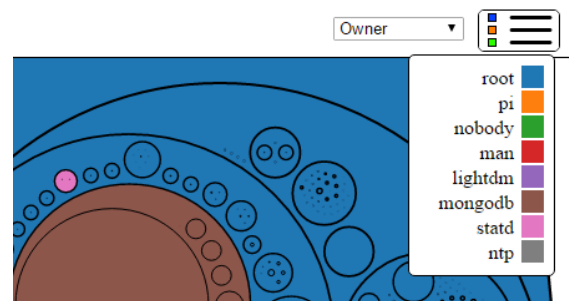 Owner
root
pi
nobody
man
lightdm
mongodb
statd
ntp